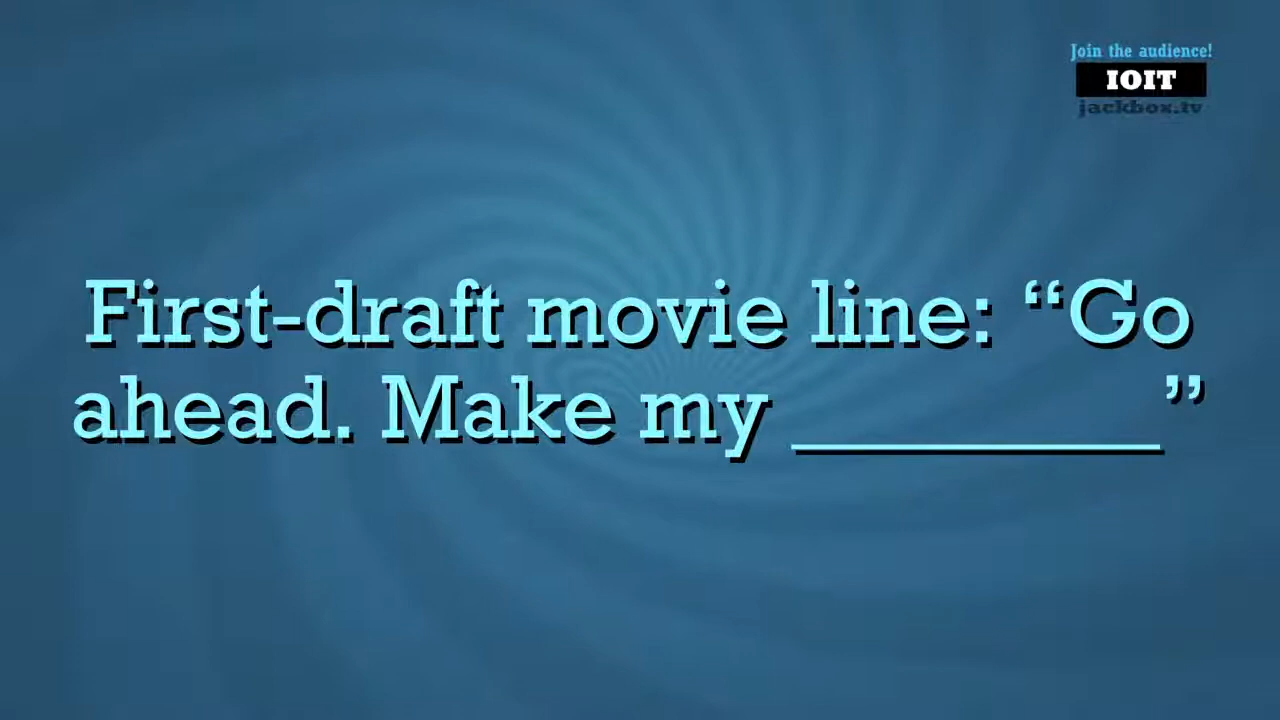 Join the audience!
IOIT
jackbox.tv
First-draft movie line: “Go
ahead. Make my ________”